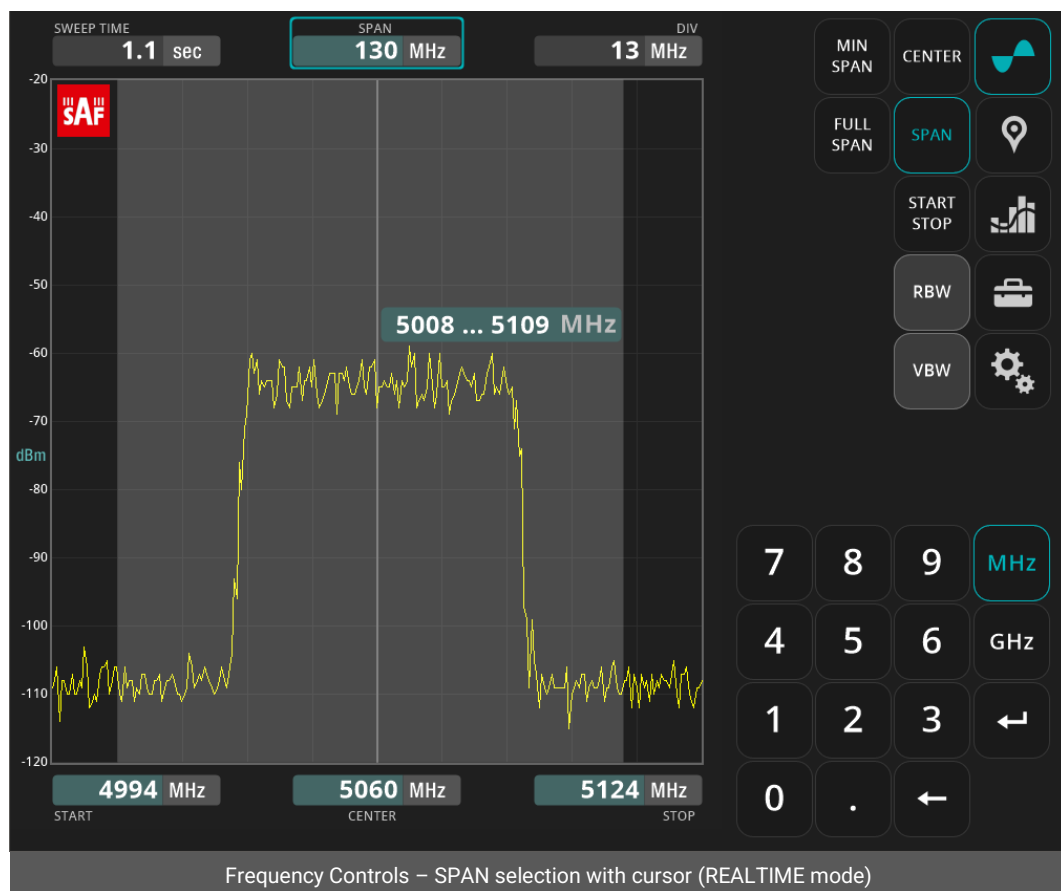 SWEEP TIME
1.1 sec
SPAN
130 MHz
DIV
13 MHz
MIN
SPAN
CENTER
FULL
SPAN
SPAN
START
STOP
RBW
VBW
SAF
-20
-30
-40
-50
-60
-70
dBm
-80
-90
-100
-110
-120
5008 ... 5109 MHz
4994 MHz
START
5060 MHz
CENTER
5124 MHz
STOP
7 8 9 MHz
4 5 6 GHz
1 2 3
0 .
Frequency Controls – SPAN selection with cursor (REALTIME mode)